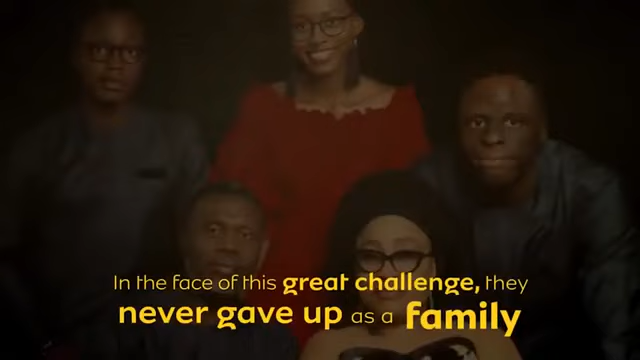 In the face of this great challenge, they
never gave up as a family